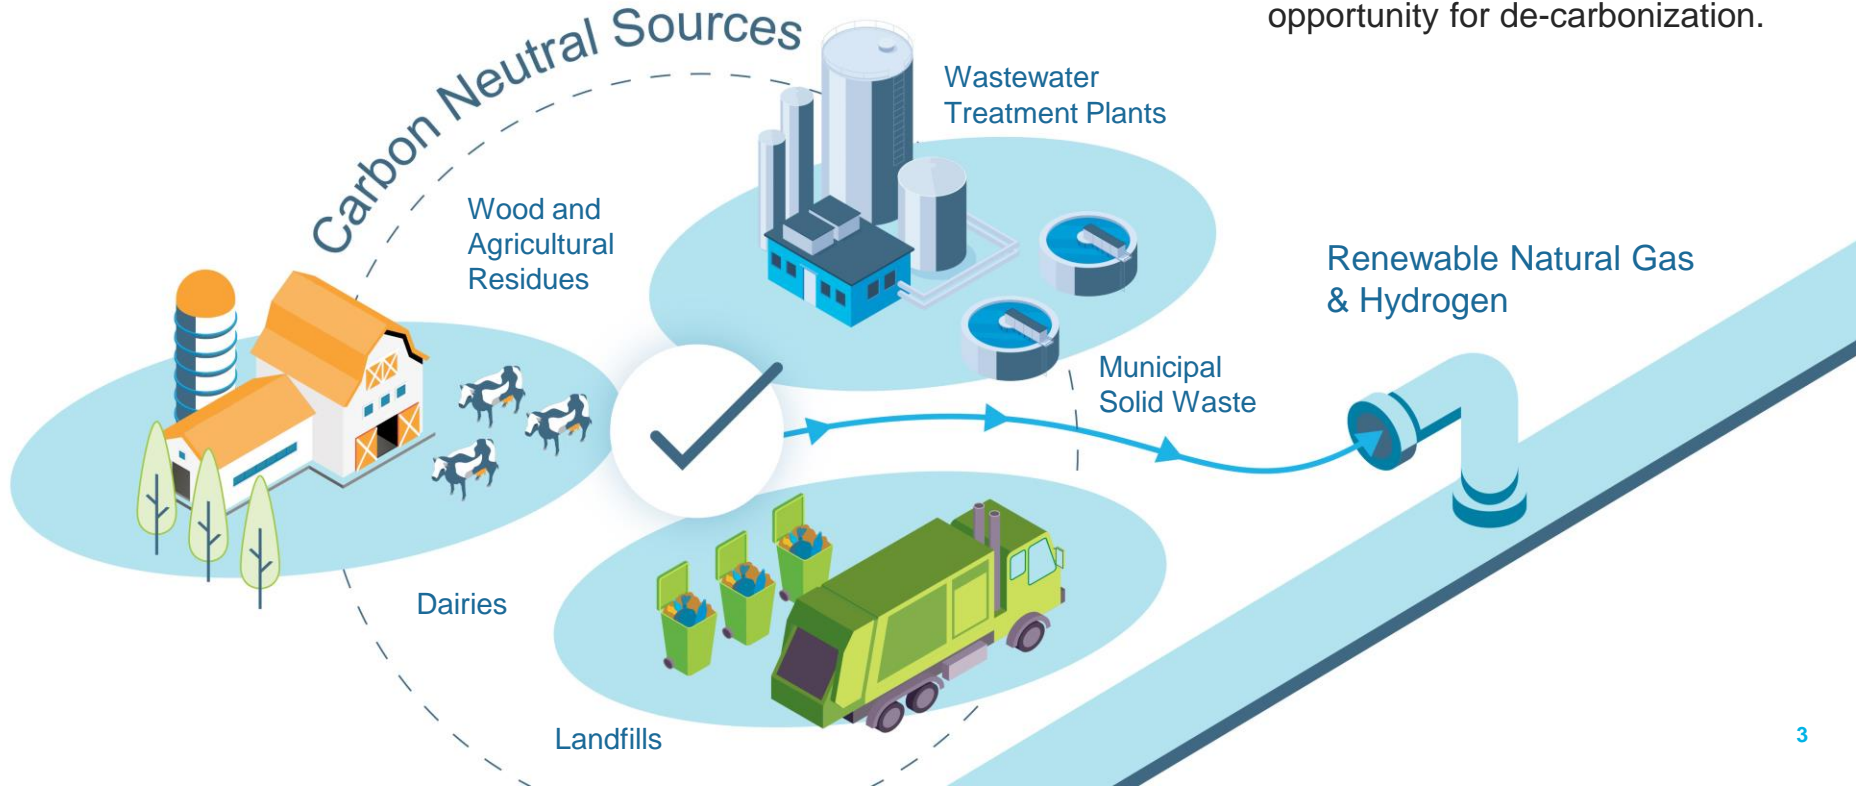 opportunity for de-carbonization.
Carbon Neutral Sources
Wastewater
Treatment Plants
Wood and
Agricultural
Residues
Renewable Natural Gas
& Hydrogen
Municipal
Solid Waste
Dairies
Landfills
3